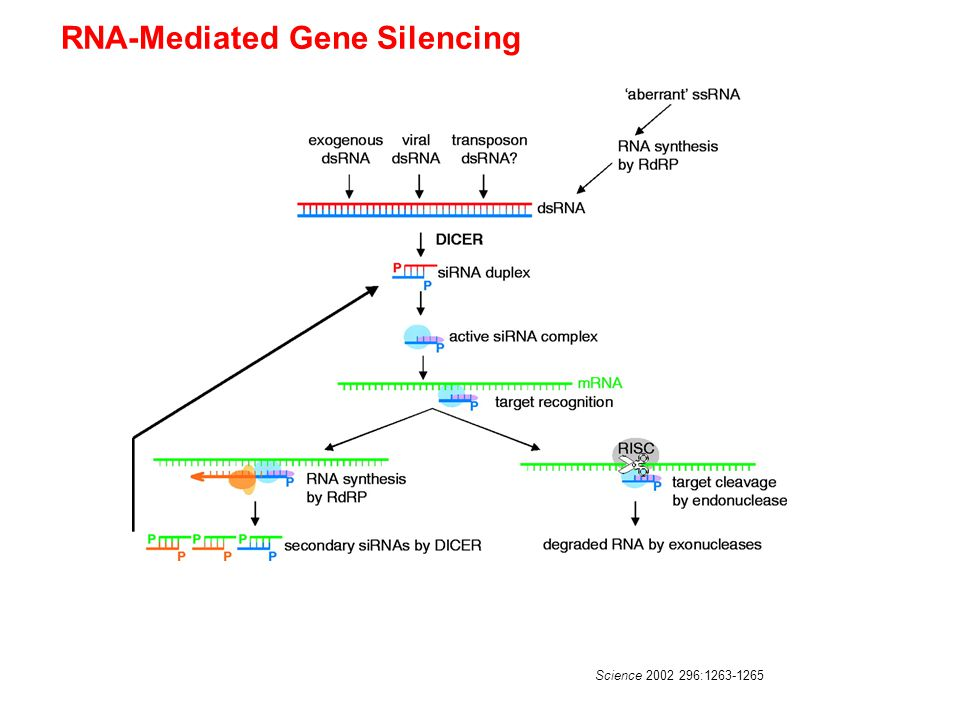 RNA-Mediated Gene Silencing
'aberrant' ssRNA
RNA synthesis
by RdRP
exogenous
dsRNA
viral
dsRNA
transposon
dsRNA?
dsRNA
DICER
P
siRNA duplex
P
active siRNA complex
P
mRNA
P
target recognition
RISC
P
RNA synthesis
by RdRP
P
target cleavage
by endonuclease
P P P
secondary siRNAs by DICER
P P P
degraded RNA by exonucleases
Science 2002 296:1263-1265